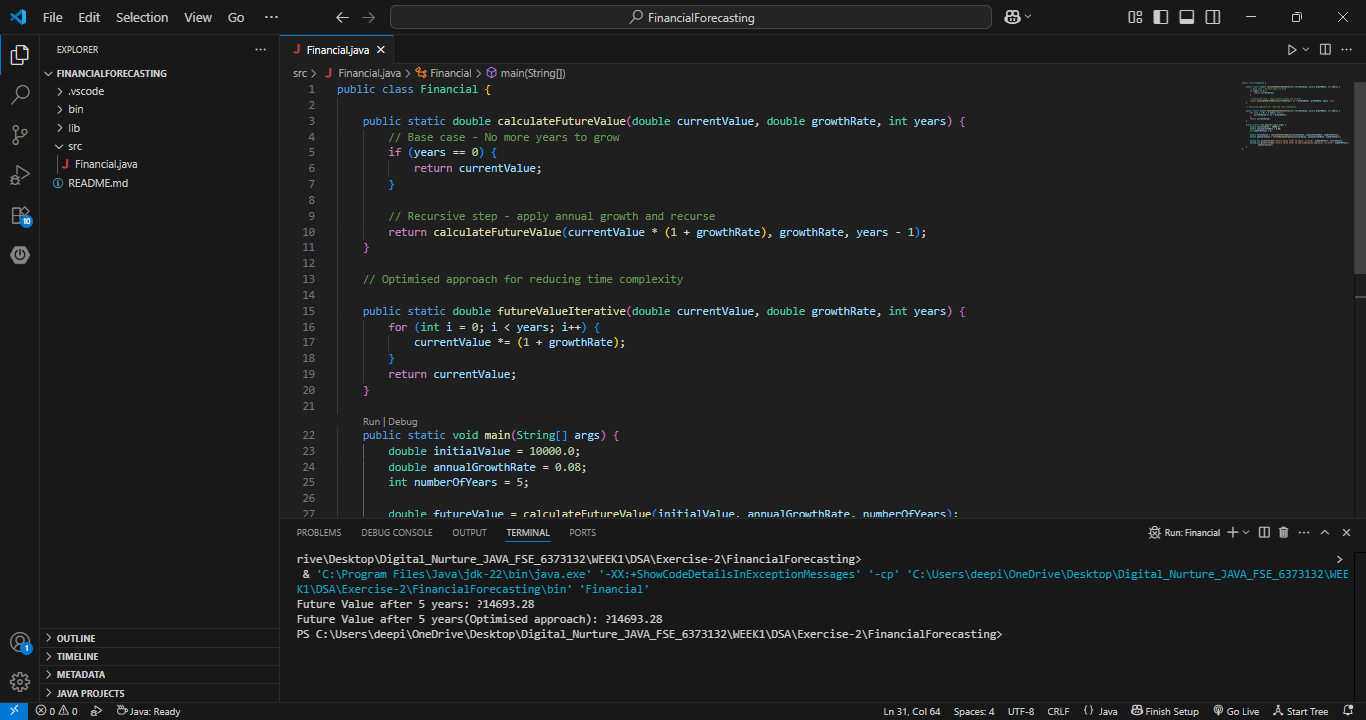 File Edit Selection View Go ··· FinancialForecasting
EXPLORER ···
FINANCIALFORECASTING
.vscode
bin
lib
src
Financial.java
README.md
10
1
OUTLINE
TIMELINE
METADATA
JAVA PROJECTS
Financial.java
src > Financial.java > Financial > main(String[])
1 public class Financial {
2
3 public static double calculateFutureValue(double currentValue, double growthRate, int years) {
4 // Base case - No more years to grow
5 if (years == 0) {
6 return currentValue;
7 }
8
9 // Recursive step - apply annual growth and recurse
10 return calculateFutureValue(currentValue * (1 + growthRate), growthRate, years - 1);
11 }
12
13 // Optimised approach for reducing time complexity
14
15 public static double futureValueIterative(double currentValue, double growthRate, int years) {
16 for (int i = 0; i < years; i++) {
17 currentValue *= (1 + growthRate);
18 }
19 return currentValue;
20 }
21
Run | Debug
22 public static void main(String[] args) {
23 double initialValue = 10000.0;
24 double annualGrowthRate = 0.08;
25 int numberOfYears = 5;
26
27 double futureValue = calculateFutureValue(initialValue, annualGrowthRate, numberOfYears);
PROBLEMS DEBUG CONSOLE OUTPUT TERMINAL PORTS Run: Financial
rive\Desktop\Digital_Nurture_JAVA_FSE_6373132\WEEK1\DSA\Exercise-2\FinancialForecasting>
& 'C:\Program Files\Java\jdk-22\bin\java.exe' '-XX:+ShowCodeDetailsInExceptionMessages' '-cp' 'C:\Users\deepi\OneDrive\Desktop\Digital_Nurture_JAVA_FSE_6373132\WEE
K1\DSA\Exercise-2\FinancialForecasting\bin' 'Financial'
Future Value after 5 years: ?14693.28
Future Value after 5 years(Optimised approach): ?14693.28
PS C:\Users\deepi\OneDrive\Desktop\Digital_Nurture_JAVA_FSE_6373132\WEEK1\DSA\Exercise-2\FinancialForecasting>
0 0 Java: Ready Ln 31, Col 64 Spaces: 4 UTF-8 CRLF {} Java Finish Setup Go Live Start Tree